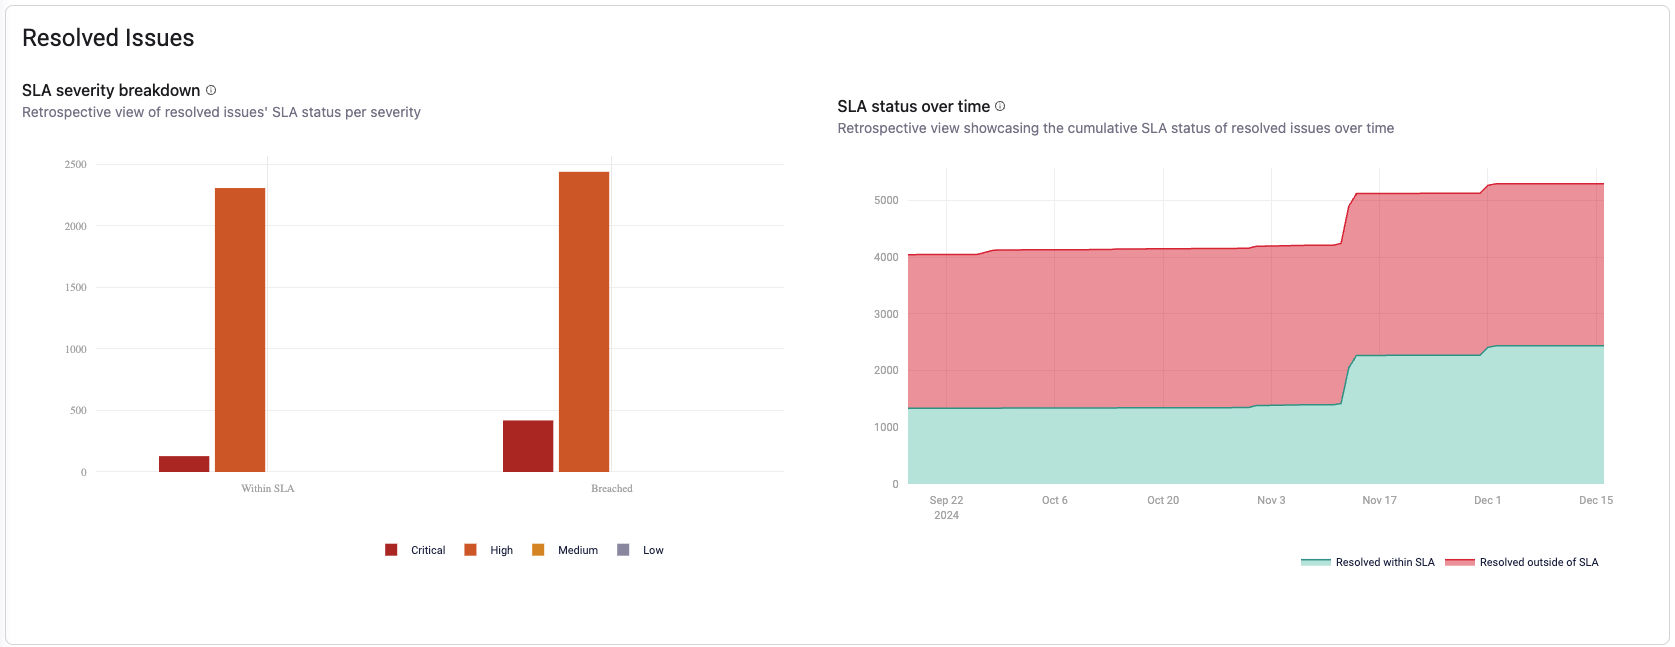 Resolved Issues
SLA severity breakdown
Retrospective view of resolved issues' SLA status per severity
2500
2000
1500
1000
500
0
Within SLA
Breached
Critical
High
Medium
Low
SLA status over time
Retrospective view showcasing the cumulative SLA status of resolved issues over time
5000
4000
3000
2000
1000
0
Sep 22
2024
Oct 6
Oct 20
Nov 3
Nov 17
Dec 1
Dec 15
Resolved within SLA
Resolved outside of SLA